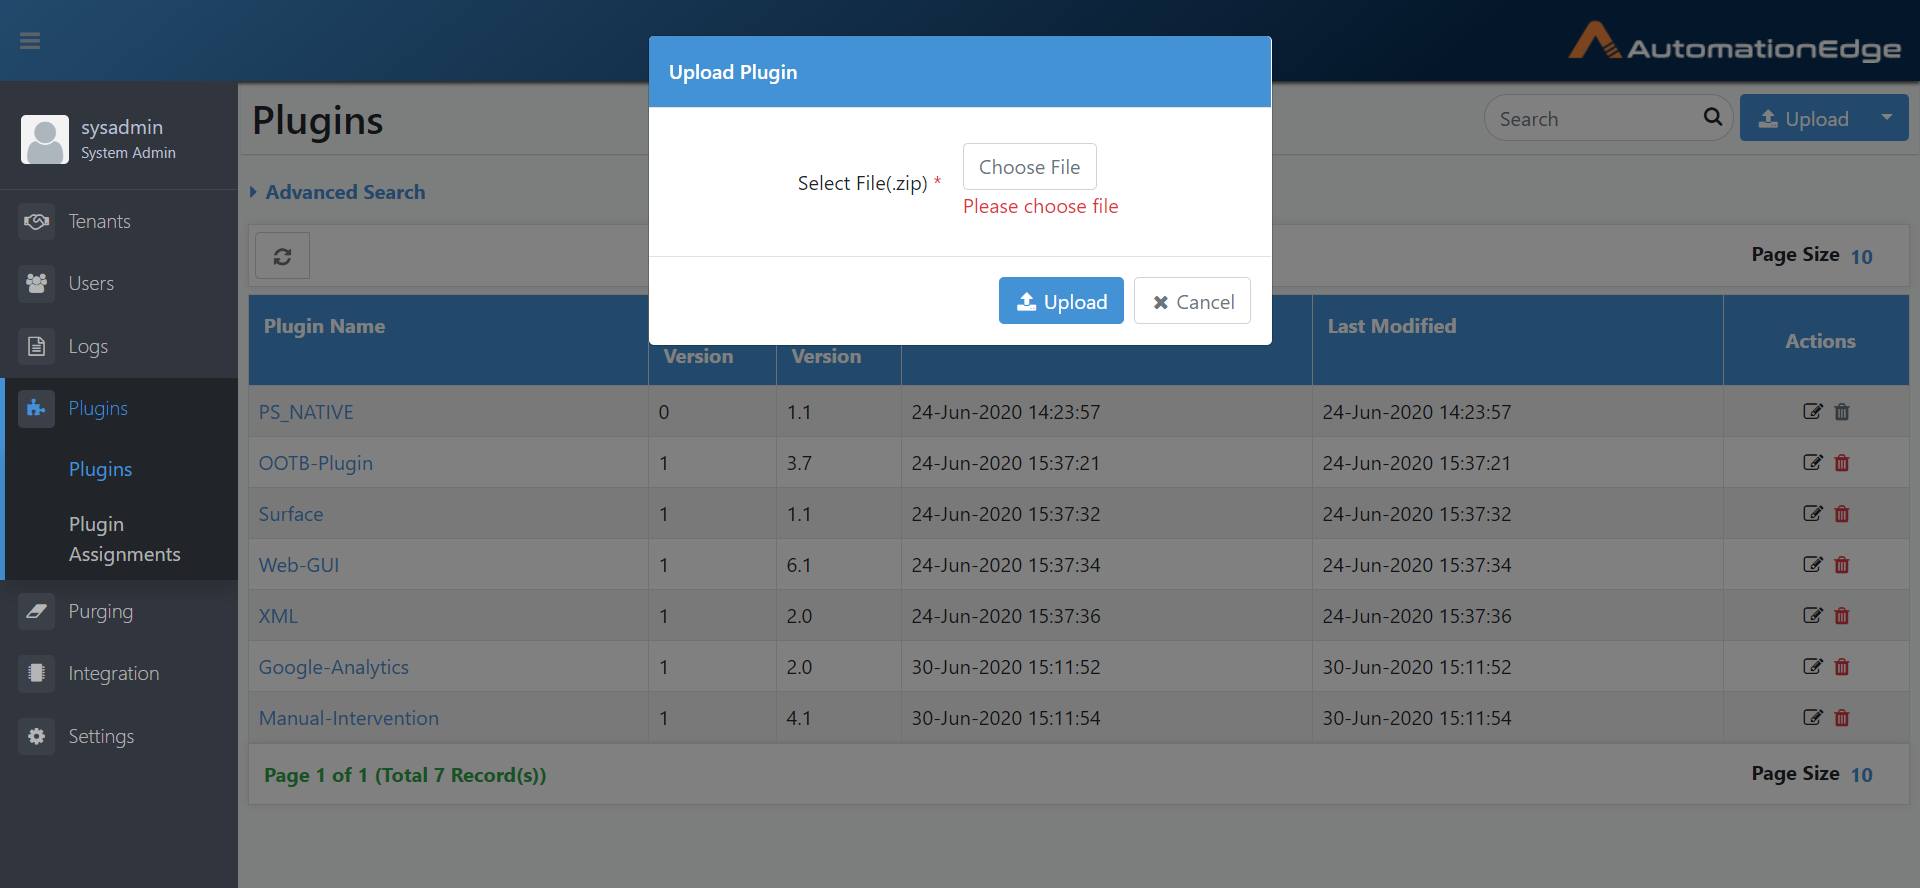 AutomationEdge
Upload Plugin
Select File(.zip) *
Choose File
Please choose file
Upload
Cancel
sysadmin
System Admin
Tenants
Users
Logs
Plugins
Plugins
Plugin
Assignments
Purging
Integration
Settings
Plugins
Search
Upload
Advanced Search
Page Size 10
Plugin Name
Version
Version
Last Modified
Actions
PS_NATIVE 0 1.1 24-Jun-2020 14:23:57 24-Jun-2020 14:23:57
OOTB-Plugin 1 3.7 24-Jun-2020 15:37:21 24-Jun-2020 15:37:21
Surface 1 1.1 24-Jun-2020 15:37:32 24-Jun-2020 15:37:32
Web-GUI 1 6.1 24-Jun-2020 15:37:34 24-Jun-2020 15:37:34
XML 1 2.0 24-Jun-2020 15:37:36 24-Jun-2020 15:37:36
Google-Analytics 1 2.0 30-Jun-2020 15:11:52 30-Jun-2020 15:11:52
Manual-Intervention 1 4.1 30-Jun-2020 15:11:54 30-Jun-2020 15:11:54
Page 1 of 1 (Total 7 Record(s))
Page Size 10